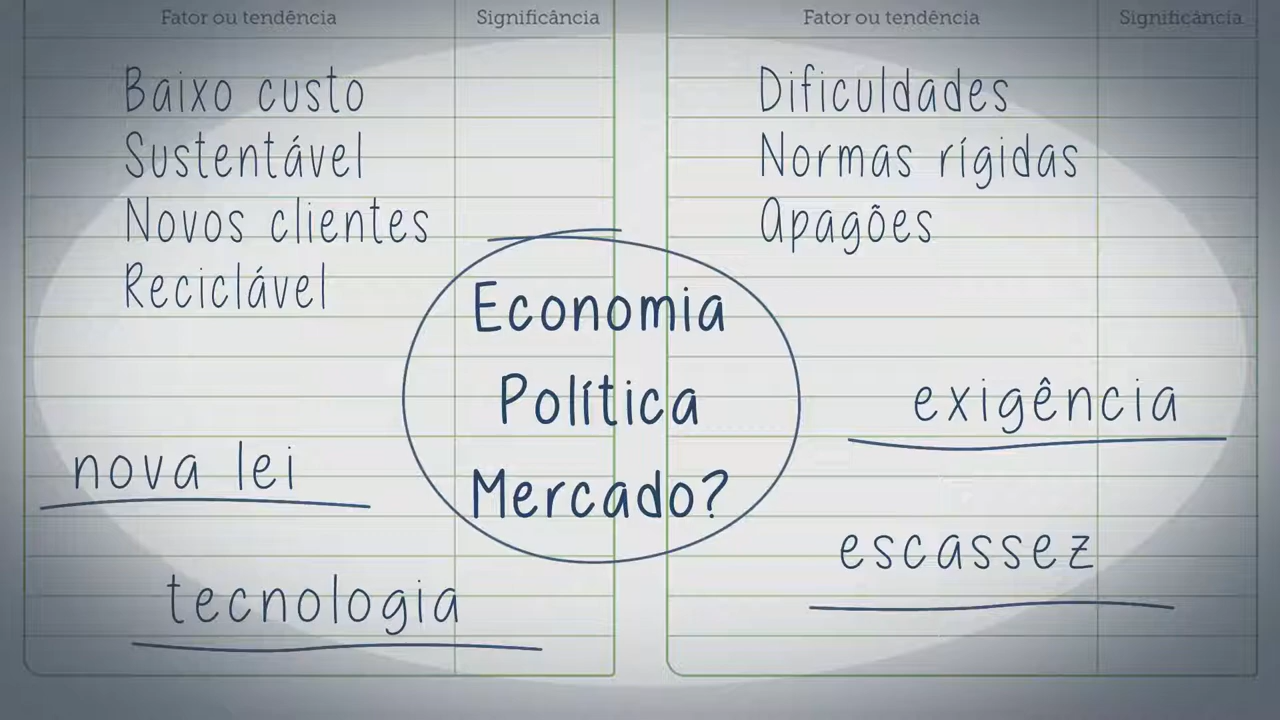 Fator ou tendência
Significância
Fator ou tendência
Significância
Baixo custo
Sustentável
Novos clientes
Reciclável
Dificuldades
Normas rígidas
Apagões
Economia
Política
Mercado?
nova lei
tecnologia
exigência
escassez